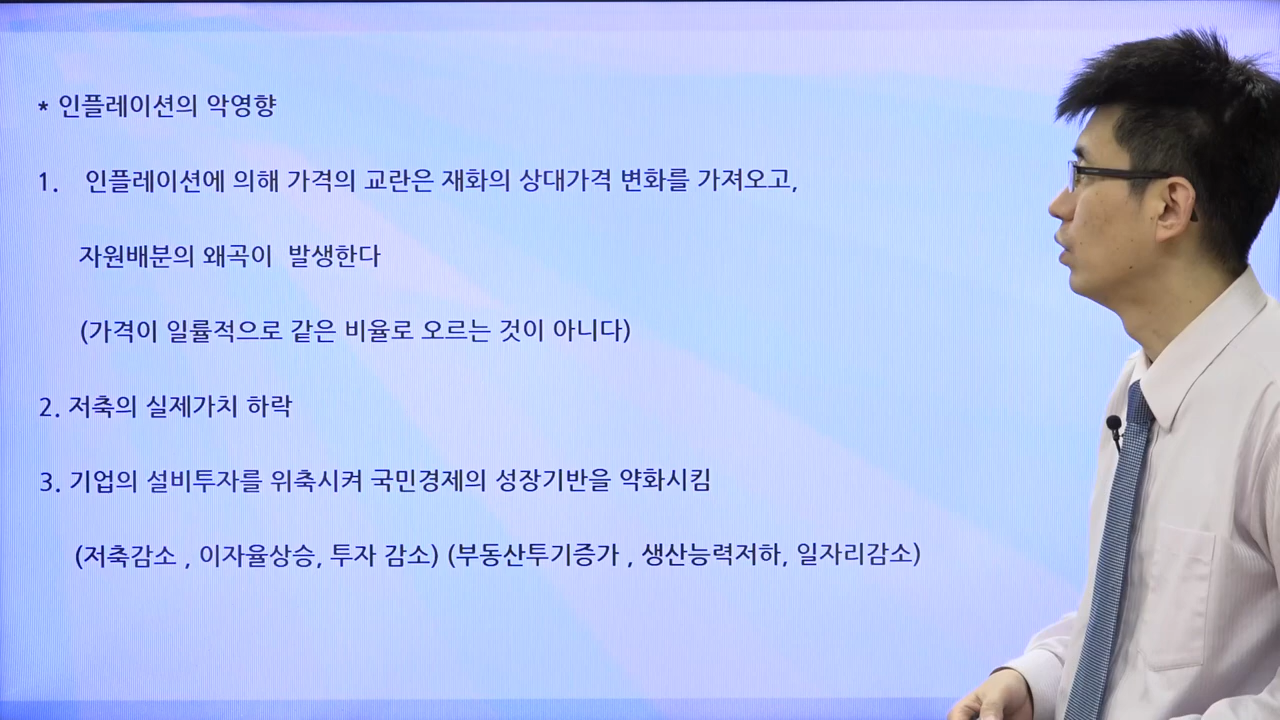 * 인플레이션의 악영향
1. 인플레이션에 의해 가격의 교란은 재화의 상대가격 변화를 가져오고,
자원배분의 왜곡이 발생한다
(가격이 일률적으로 같은 비율로 오르는 것이 아니다)
2. 저축의 실제가치 하락
3. 기업의 설비투자를 위축시켜 국민경제의 성장기반을 약화시킴
(저축감소 , 이자율상승, 투자 감소) (부동산투기증가 , 생산능력저하, 일자리감소)